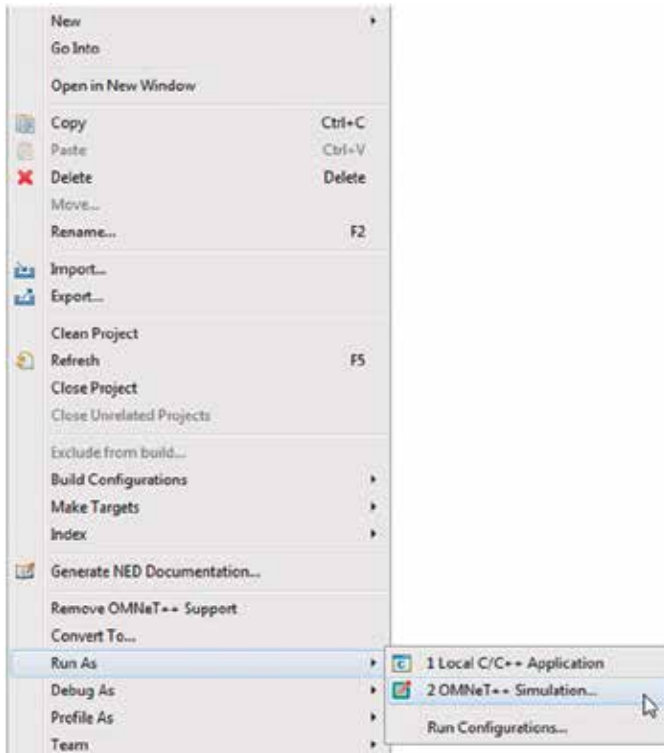 New
Go Into
Open in New Window
Copy Ctrl+C
Paste Ctrl+V
Delete Delete
Move...
Rename... F2
Import...
Export...
Clean Project
Refresh F5
Close Project
Close Unrelated Projects
Exclude from build...
Build Configurations
Make Targets
Index
Generate NED Documentation...
Remove OMNeT++ Support
Convert To...
Run As
1 Local C/C++ Application
Debug As
2 OMNeT++ Simulation...
Profile As
Run Configurations...
Team